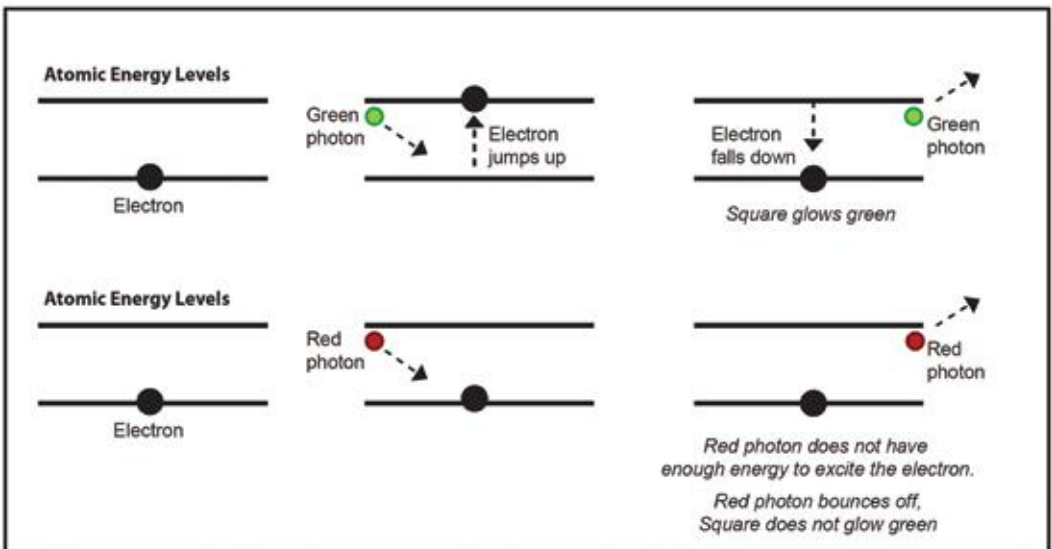 Atomic Energy Levels
Electron
Green
photon
Electron
jumps up
Electron
falls down
Green
photon
Square glows green
Atomic Energy Levels
Electron
Red
photon
Red
photon
Red photon does not have
enough energy to excite the electron.
Red photon bounces off,
Square does not glow green